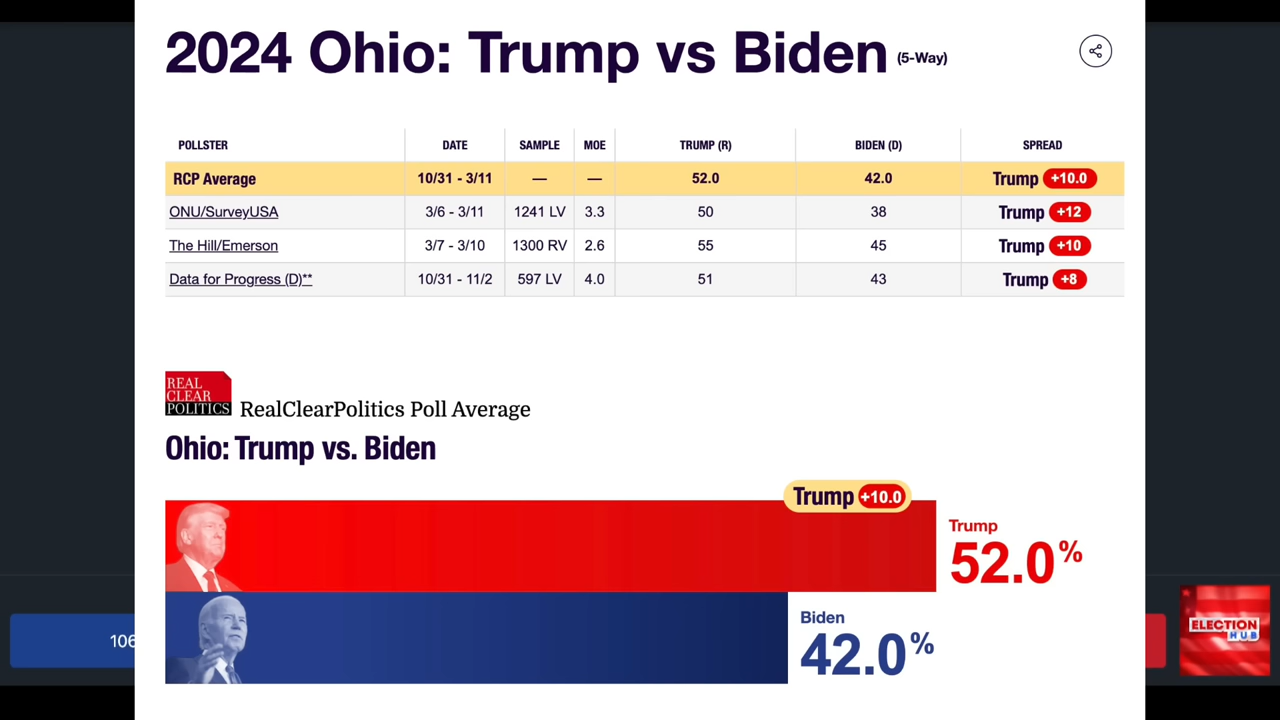 2024 Ohio: Trump vs Biden (5-Way)
POLLSTER DATE SAMPLE MOE TRUMP (R) BIDEN (D) SPREAD
RCP Average 10/31 - 3/11 — — 52.0 42.0 Trump +10.0
ONU/SurveyUSA 3/6 - 3/11 1241 LV 3.3 50 38 Trump +12
The Hill/Emerson 3/7 - 3/10 1300 RV 2.6 55 45 Trump +10
Data for Progress (D)** 10/31 - 11/2 597 LV 4.0 51 43 Trump +8
REAL
CLEAR
POLITICS
RealClearPolitics Poll Average
Ohio: Trump vs. Biden
Trump +10.0
Trump
52.0%
Biden
42.0%
106
ELECTION
HUB